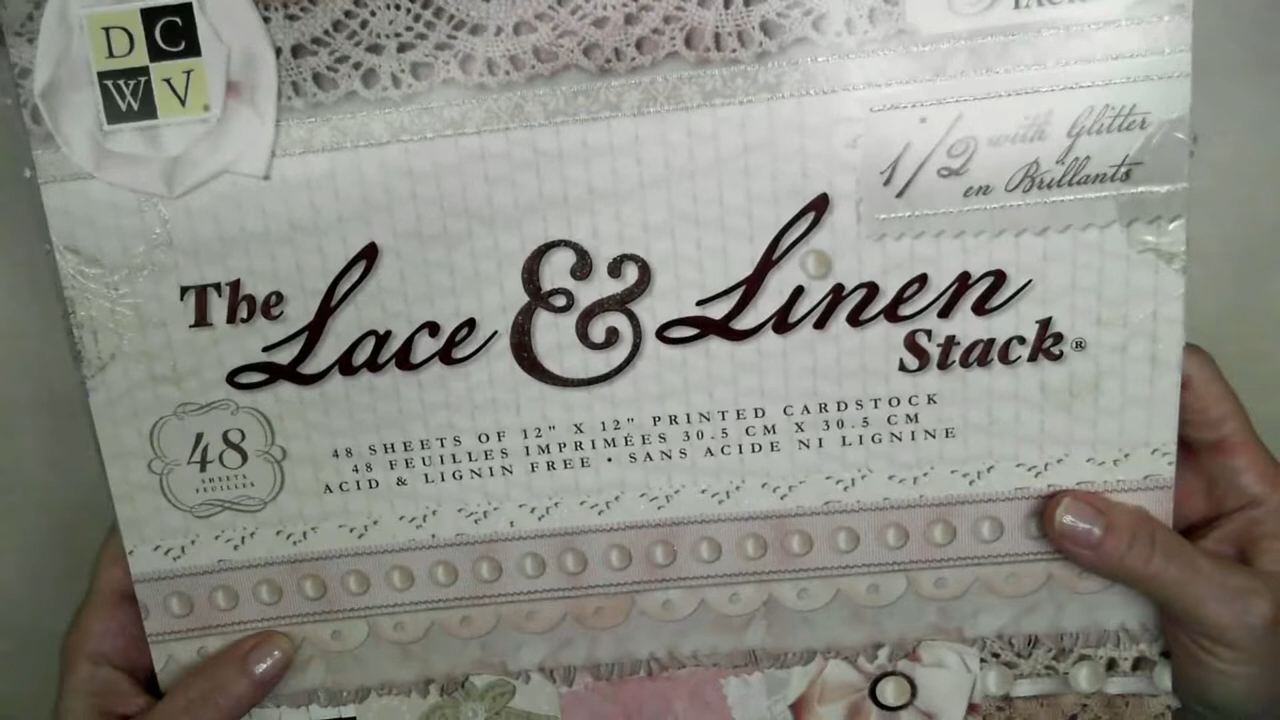 DC
WV
1/2 with Glitter
en Brillants
The Lace & Linen
Stack®
48
SHEETS
FEUILLES
48 SHEETS OF 12" X 12" PRINTED CARDSTOCK
48 FEUILLES IMPRIMÉES 30.5 CM X 30.5 CM
ACID & LIGNIN FREE • SANS ACIDE NI LIGNINE